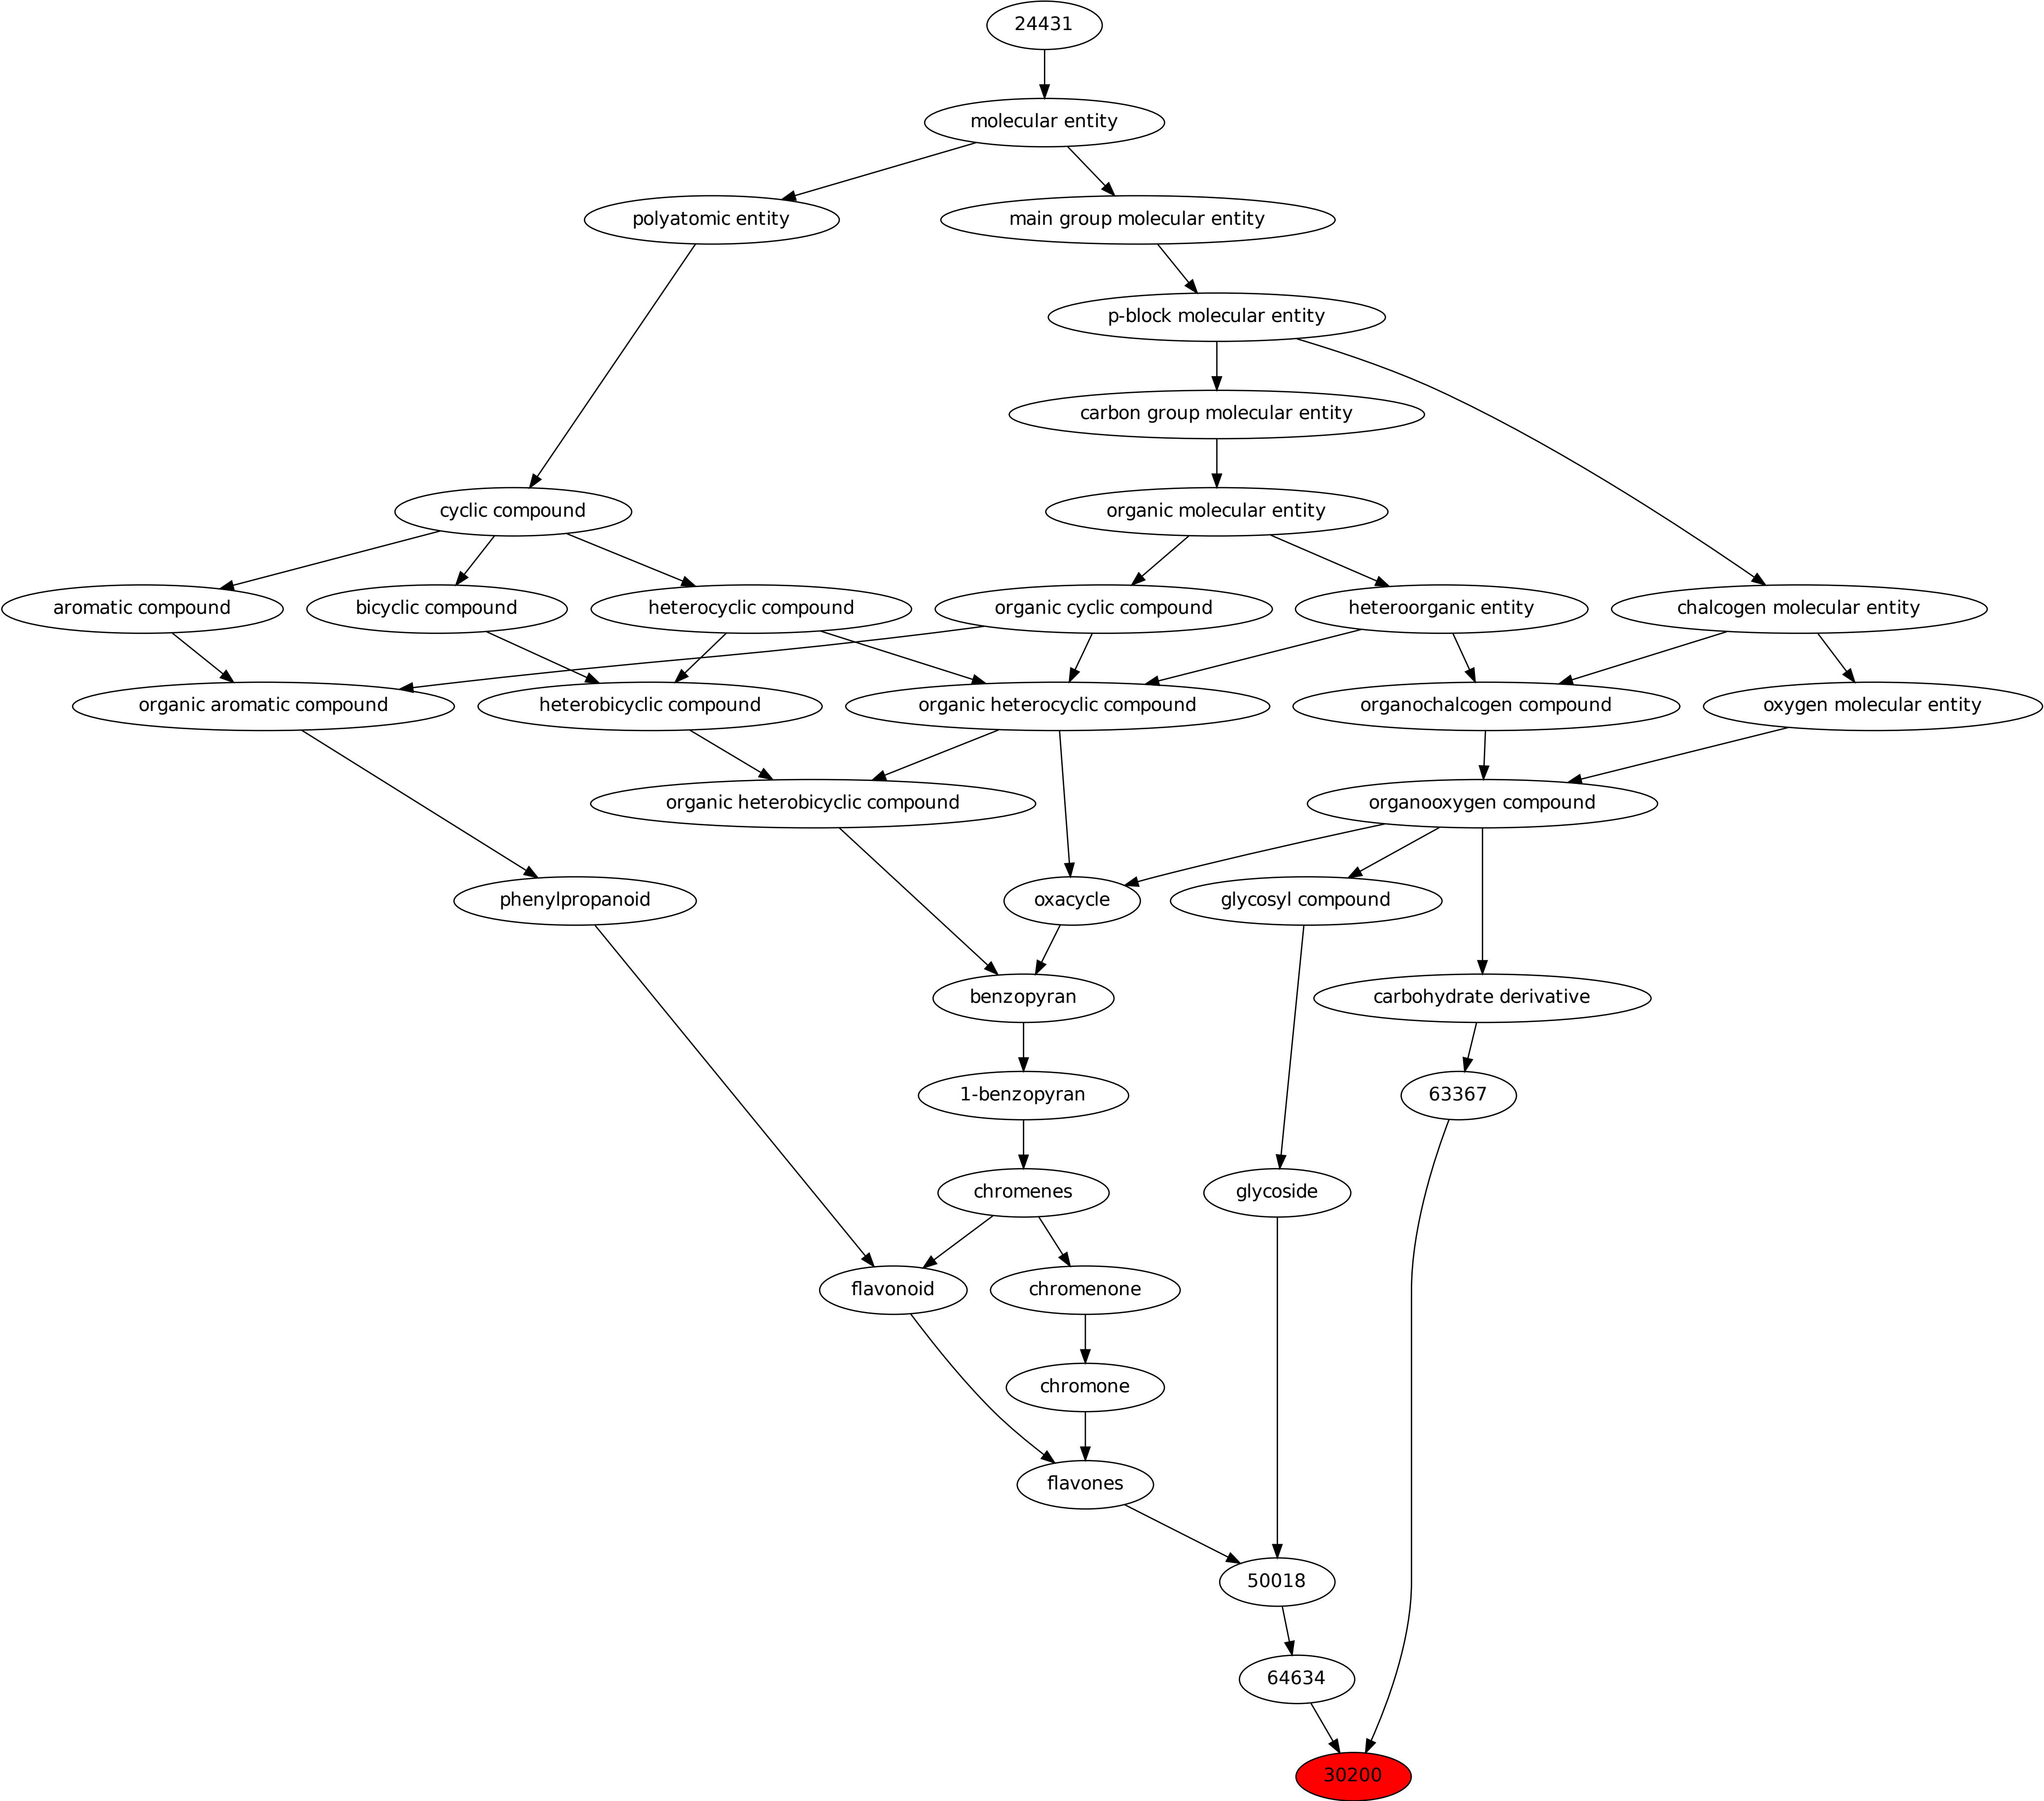 24431
molecular entity
polyatomic entity
main group molecular entity
p-block molecular entity
carbon group molecular entity
cyclic compound
organic molecular entity
aromatic compound
bicyclic compound
heterocyclic compound
organic cyclic compound
heteroorganic entity
chalcogen molecular entity
organic aromatic compound
heterobicyclic compound
organic heterocyclic compound
organochalcogen compound
oxygen molecular entity
organic heterobicyclic compound
organooxygen compound
phenylpropanoid
oxacycle
glycosyl compound
benzopyran
carbohydrate derivative
1-benzopyran
63367
chromenes
glycoside
flavonoid
chromenone
chromone
flavones
50018
64634
30200